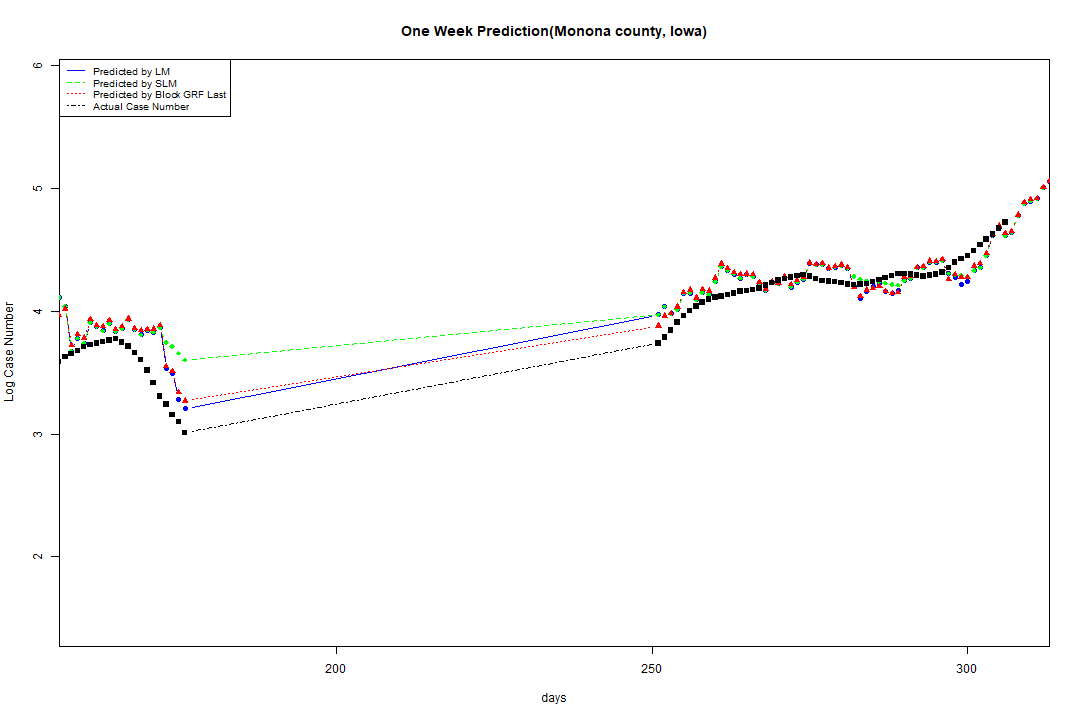 One Week Prediction(Monona county, Iowa)
Predicted by LM
Predicted by SLM
Predicted by Block GRF Last
Actual Case Number
6
5
4
3
2
Log Case Number
200
250
300
days